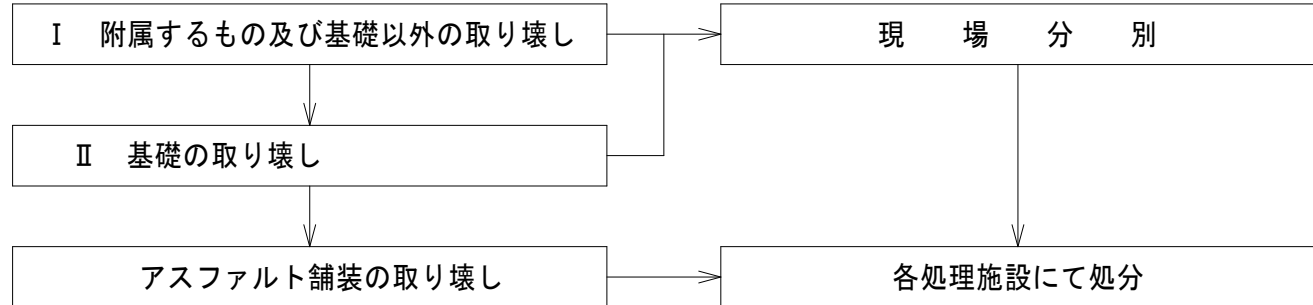 Ⅰ　附属するもの及び基礎以外の取り壊し
現　場　分　別
Ⅱ　基礎の取り壊し
アスファルト舗装の取り壊し
各処理施設にて処分